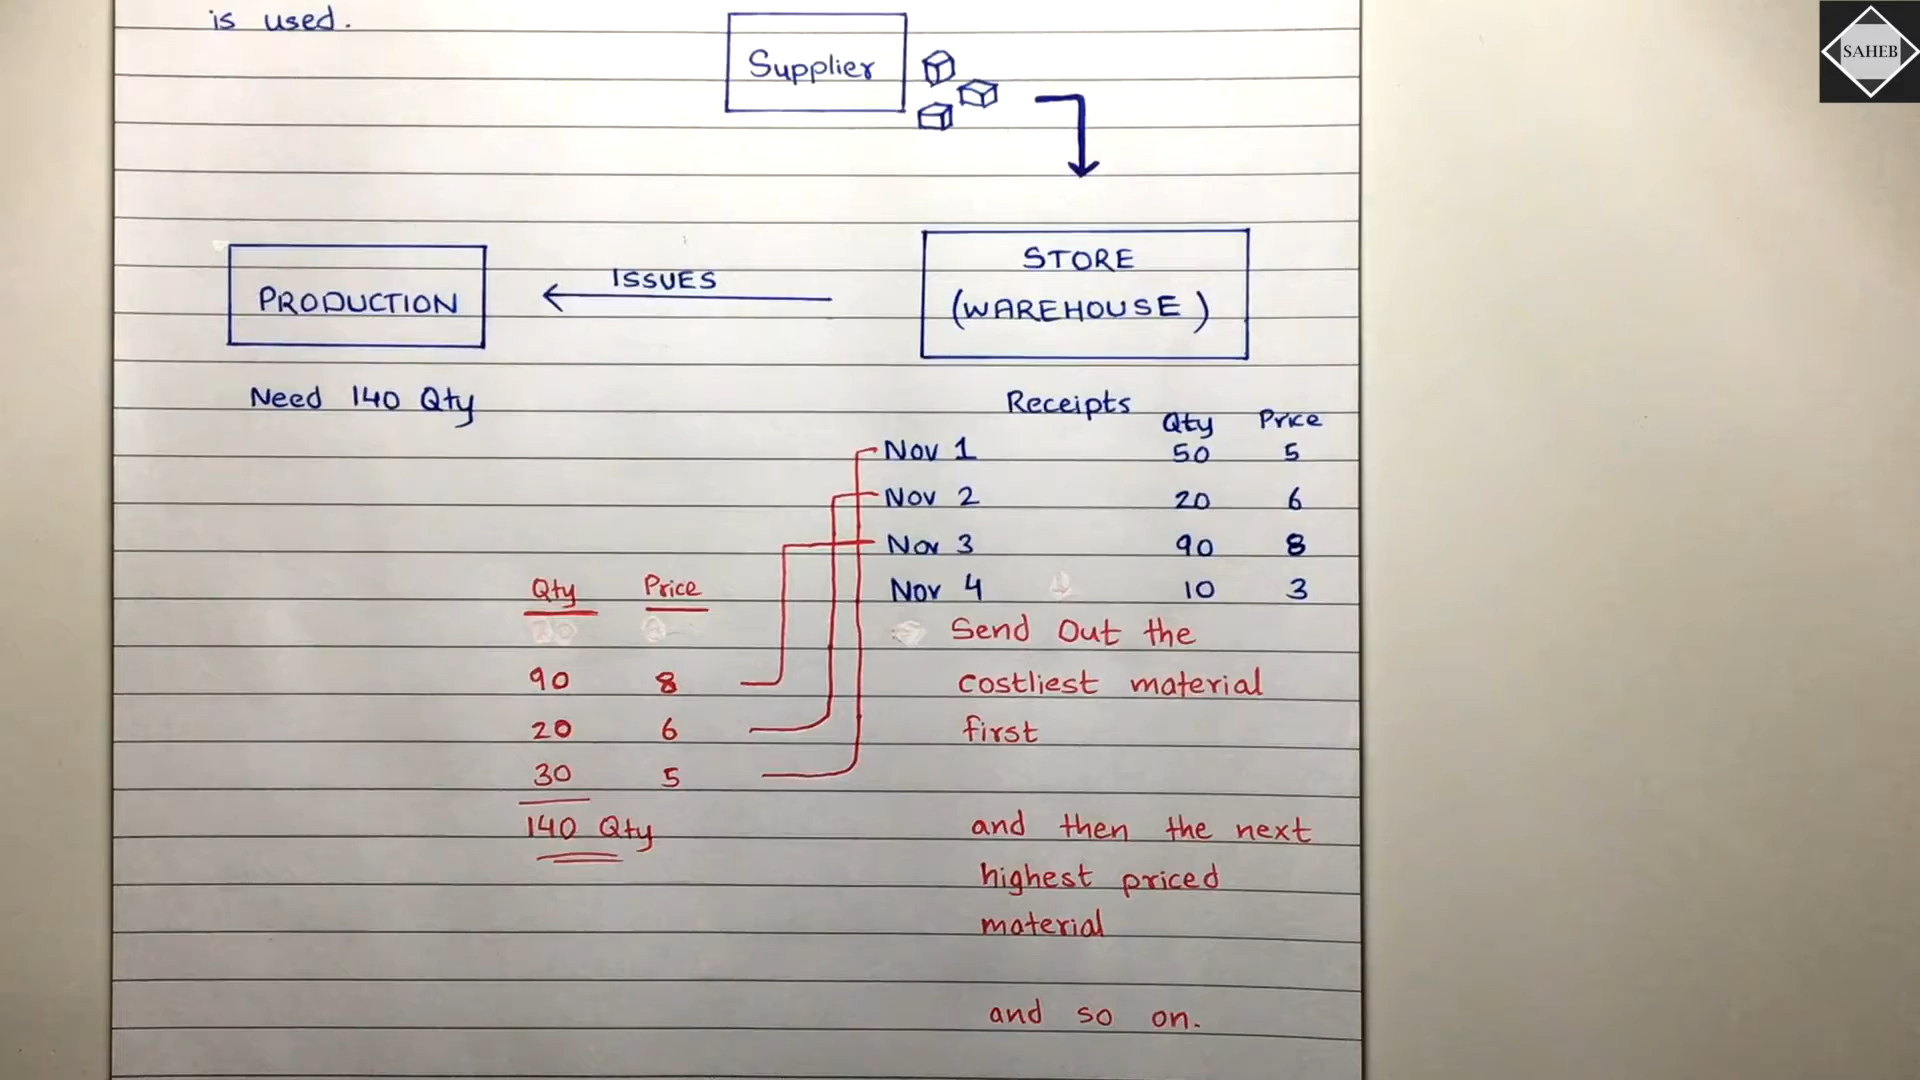 is used.
Supplier
SAHEB
STORE
(WAREHOUSE)
ISSUES
PRODUCTION
Need 140 Qty
Receipts
Qty Price
Nov 1 50 5
Nov 2 20 6
Nov 3 90 8
Nov 4 10 3
Qty Price
90 8
20 6
30 5
140 Qty
Send Out the
costliest material
first
and then the next
highest priced
material
and so on.